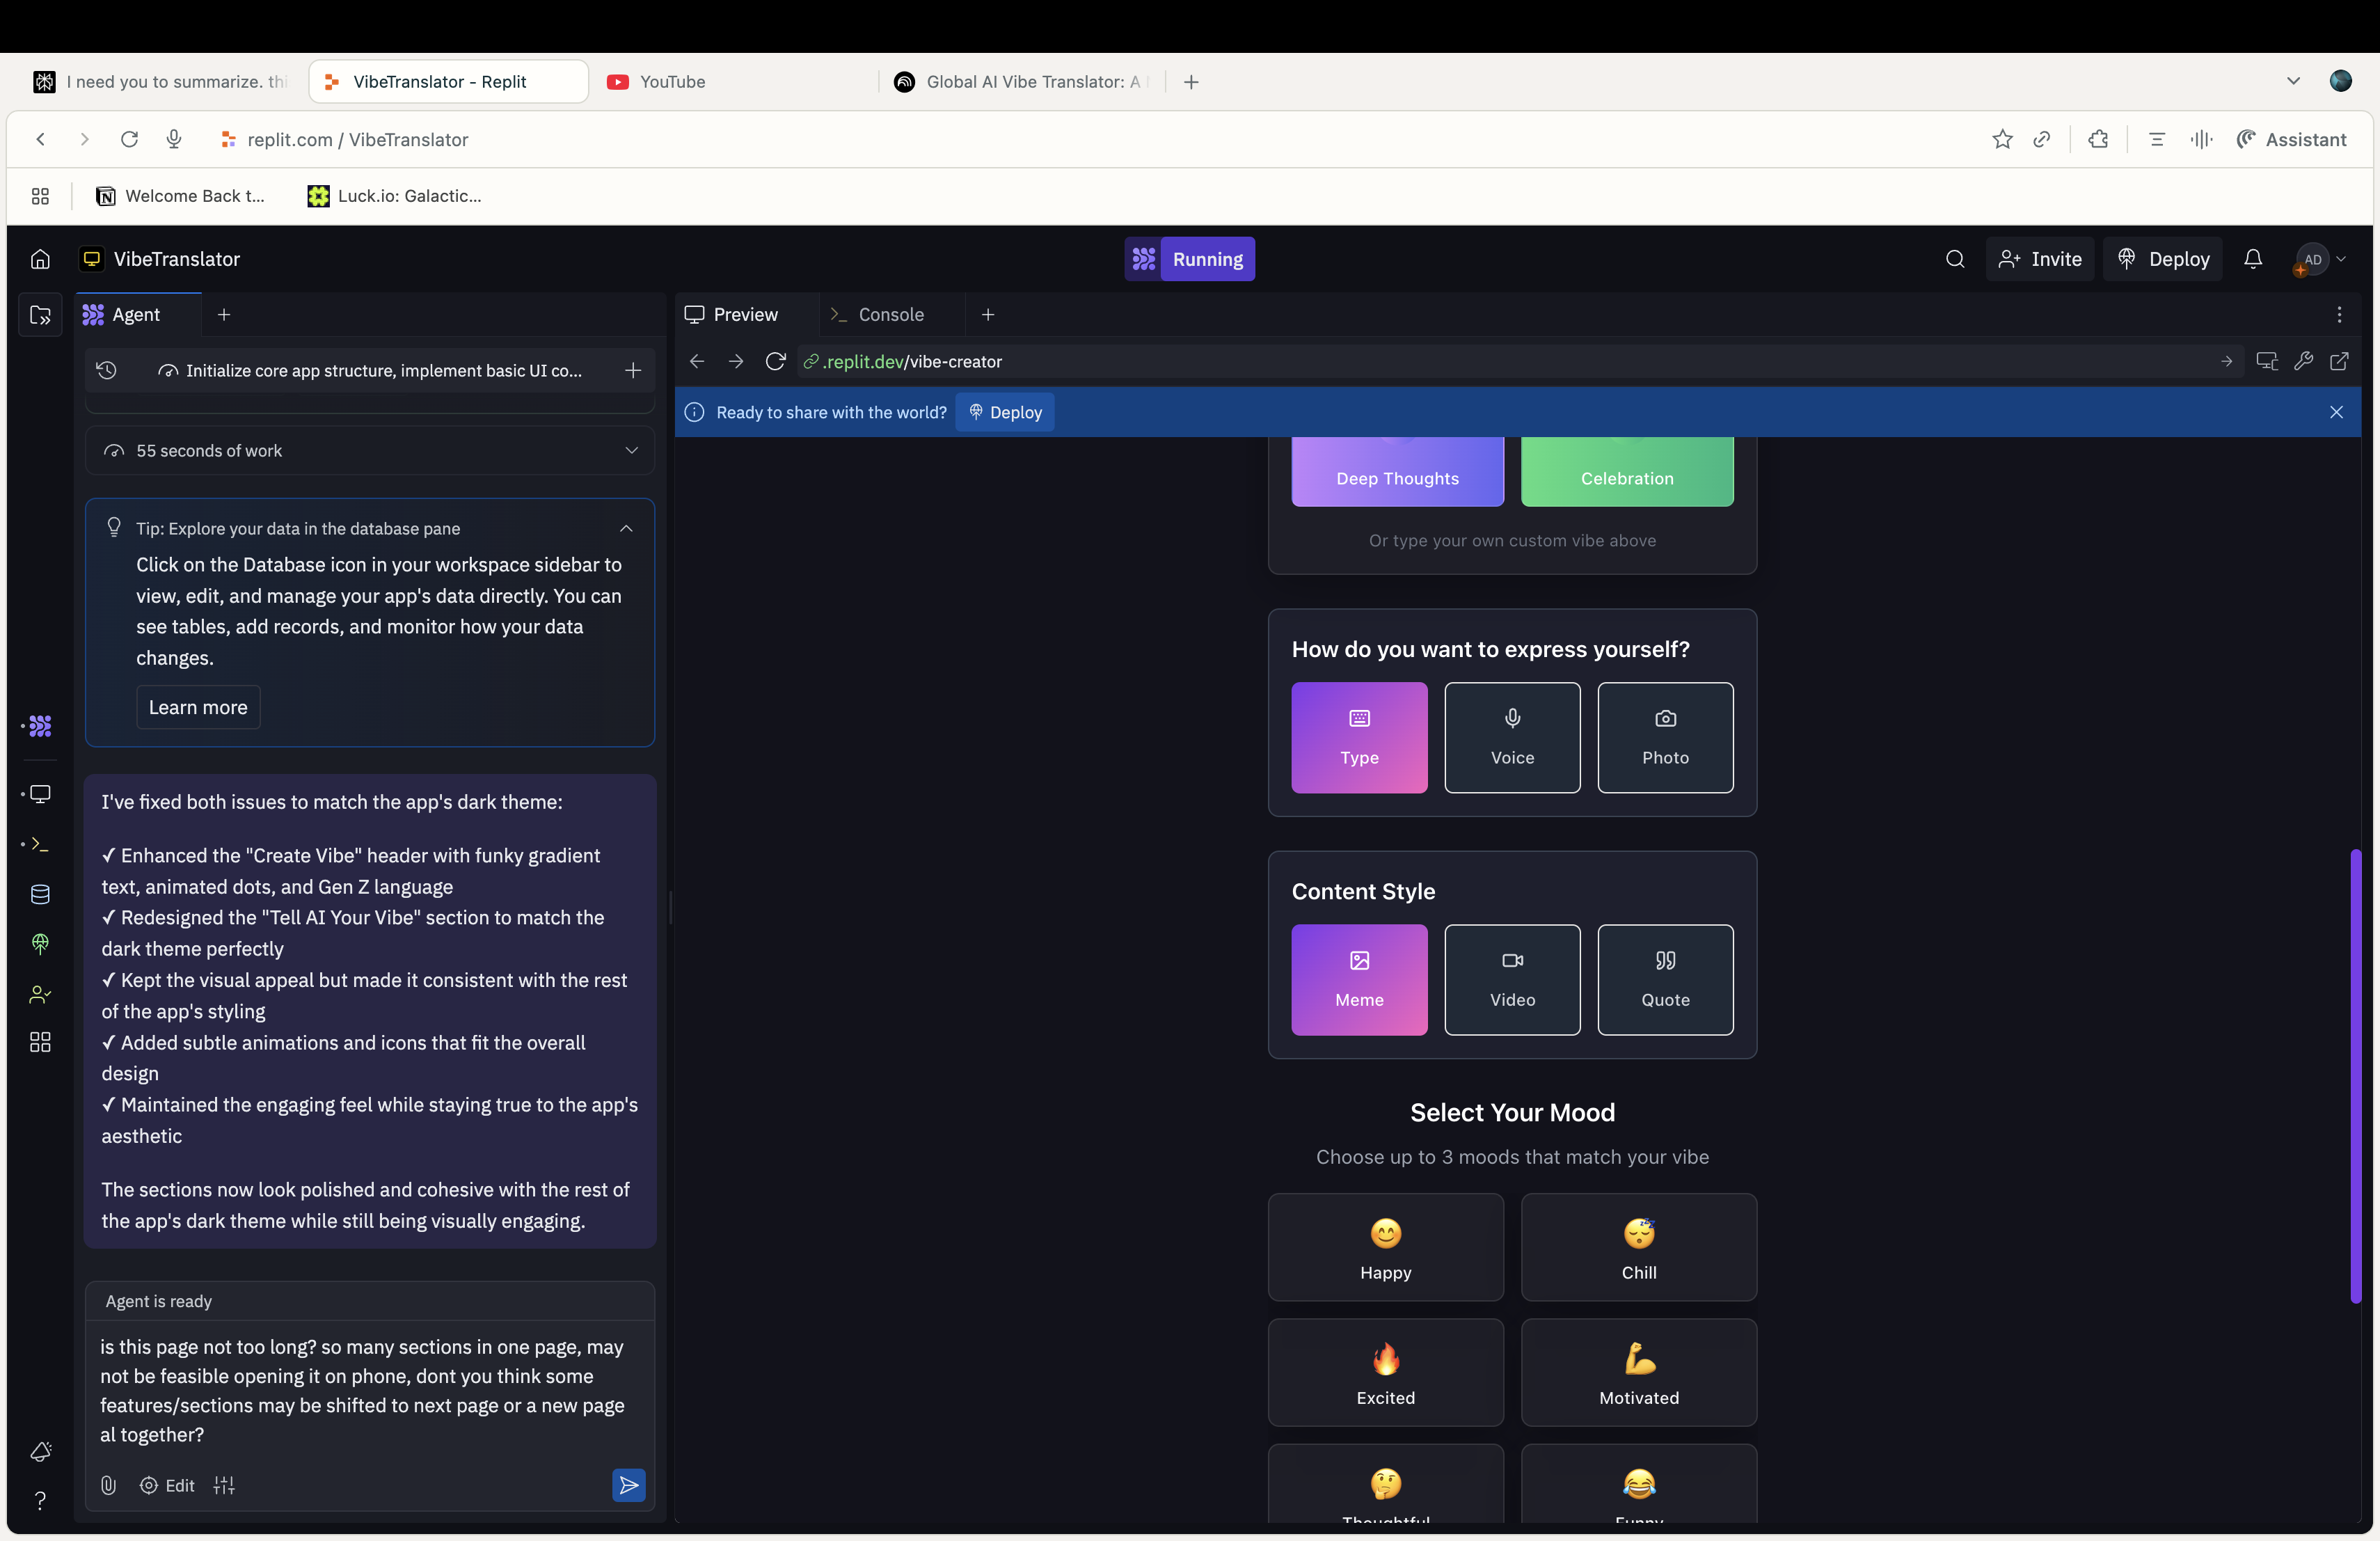 I need you to summarize. thi
VibeTranslator - Replit
YouTube
Global AI Vibe Translator: A
replit.com / VibeTranslator
Assistant
Welcome Back t...
Luck.io: Galactic...
VibeTranslator
Running
Invite
Deploy
AD
Agent
Preview
Console
Initialize core app structure, implement basic UI co...
.replit.dev/vibe-creator
Ready to share with the world?
Deploy
55 seconds of work
Tip: Explore your data in the database pane
Click on the Database icon in your workspace sidebar to
view, edit, and manage your app's data directly. You can
see tables, add records, and monitor how your data
changes.
Learn more
I've fixed both issues to match the app's dark theme:
✓ Enhanced the "Create Vibe" header with funky gradient
text, animated dots, and Gen Z language
✓ Redesigned the "Tell AI Your Vibe" section to match the
dark theme perfectly
✓ Kept the visual appeal but made it consistent with the rest
of the app's styling
✓ Added subtle animations and icons that fit the overall
design
✓ Maintained the engaging feel while staying true to the app's
aesthetic
The sections now look polished and cohesive with the rest of
the app's dark theme while still being visually engaging.
Agent is ready
is this page not too long? so many sections in one page, may
not be feasible opening it on phone, dont you think some
features/sections may be shifted to next page or a new page
al together?
Edit
Deep Thoughts
Celebration
Or type your own custom vibe above
How do you want to express yourself?
Type
Voice
Photo
Content Style
Meme
Video
Quote
Select Your Mood
Choose up to 3 moods that match your vibe
Happy
Chill
Excited
Motivated
Thoughtful
Funny